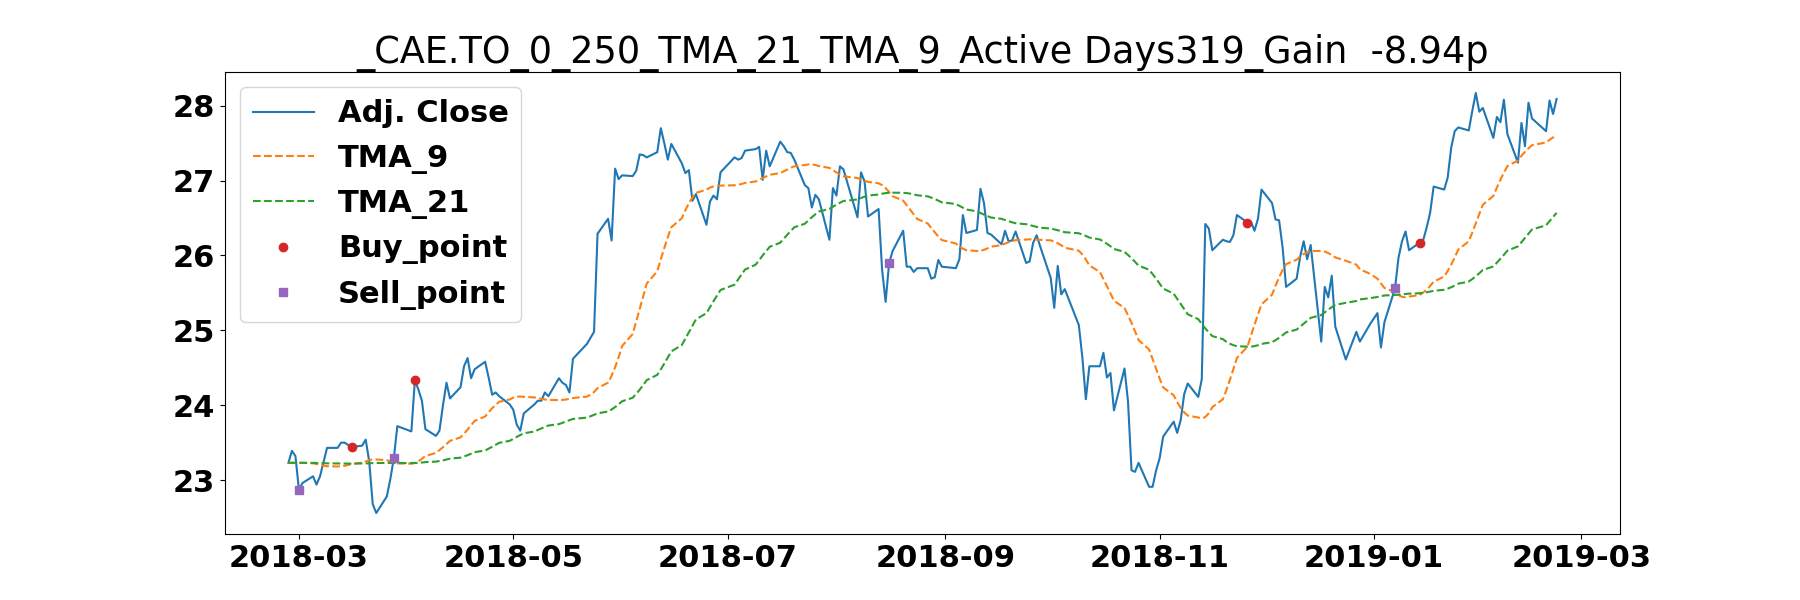 _CAE.TO_0_250_TMA_21_TMA_9_Active Days319_Gain  -8.94p
Adj. Close
TMA_9
TMA_21
Buy_point
Sell_point
28
27
26
25
24
23
2018-03 2018-05 2018-07 2018-09 2018-11 2019-01 2019-03